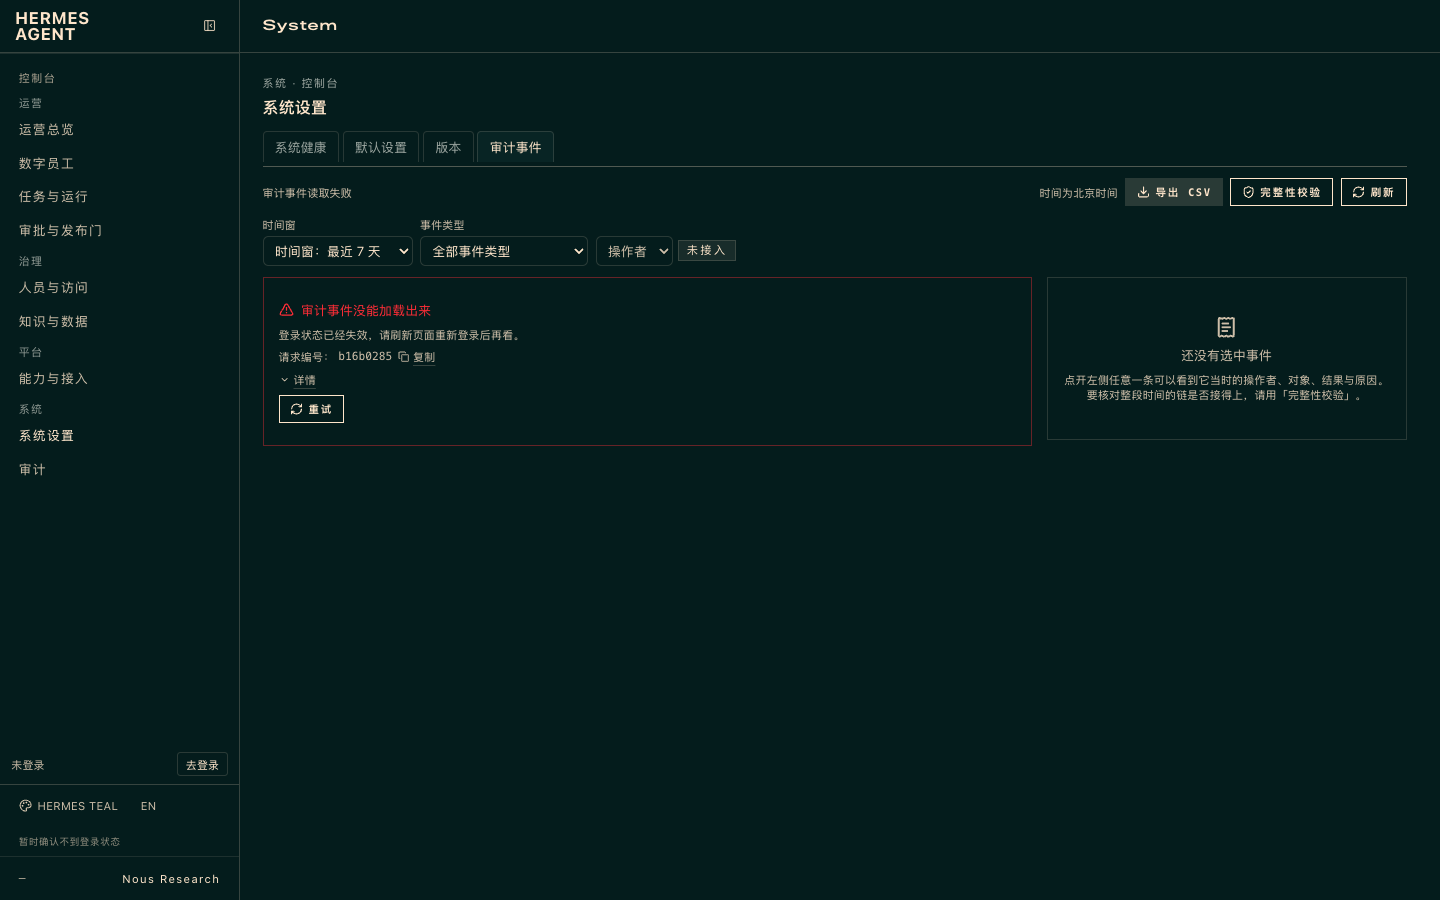 HERMES
AGENT
System
控制台
运营
运营总览
数字员工
任务与运行
审批与发布门
治理
人员与访问
知识与数据
平台
能力与接入
系统
系统设置
审计
未登录
去登录
HERMES TEAL
EN
暂时确认不到登录状态
—
Nous Research
系统 · 控制台
系统设置
系统健康
默认设置
版本
审计事件
审计事件读取失败
时间为北京时间
导出 CSV
完整性校验
刷新
时间窗
事件类型
时间窗：最近 7 天
全部事件类型
操作者
未接入
审计事件没能加载出来
登录状态已经失效，请刷新页面重新登录后再看。
请求编号： b16b0285 复制
详情
重试
还没有选中事件
点开左侧任意一条可以看到它当时的操作者、对象、结果与原因。
要核对整段时间的链是否接得上，请用「完整性校验」。